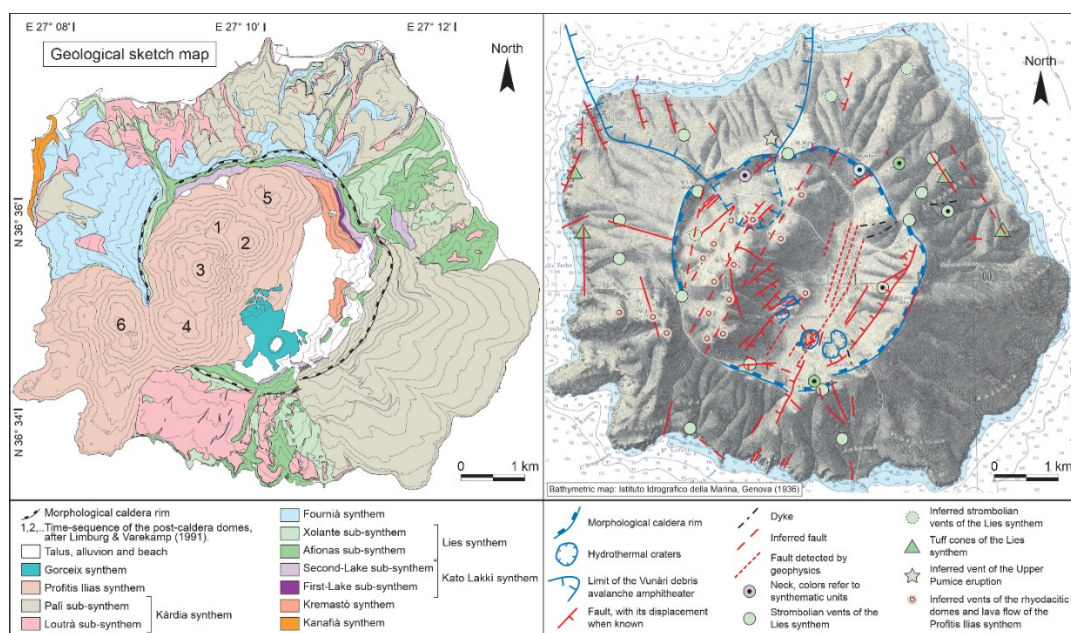 E 27° 08'
E 27° 10'
E 27° 12'
Geological sketch map
North
N 36° 36'
N 36° 34'
5
1
2
3
4
6
0 1 km
North
0 1 km
Bathymetric map: Istituto Idrografico della Marina, Genova (1936)
Morphological caldera rim
1,2,..Time-sequence of the post-caldera domes,
after Limburg & Varekamp (1991).
Talus, alluvion and beach
Gorceix synthem
Profitis Ilias synthem
Palì sub-synthem
Loutrá sub-synthem
Kárdia synthem
Fournià synthem
Xolante sub-synthem
Afionas sub-synthem
Lies synthem
Second-Lake sub-synthem
First-Lake sub-synthem
Kato Lakkì synthem
Kremastò synthem
Kanafià synthem
Morphological caldera rim
Hydrothermal craters
Limit of the Vunàri debris
avalanche amphitheater
Fault, with its displacement
when known
Dyke
Inferred fault
Fault detected by
geophysics
Neck, colors refer to
synthematic units
Strombolian vents of the
Lies synthem
Inferred strombolian
vents of the Lies synthem
Tuff cones of the Lies
synthem
Inferred vent of the Upper
Pumice eruption
Inferred vents of the rhyodacitic
domes and lava flow of the
Profitis Ilias synthem